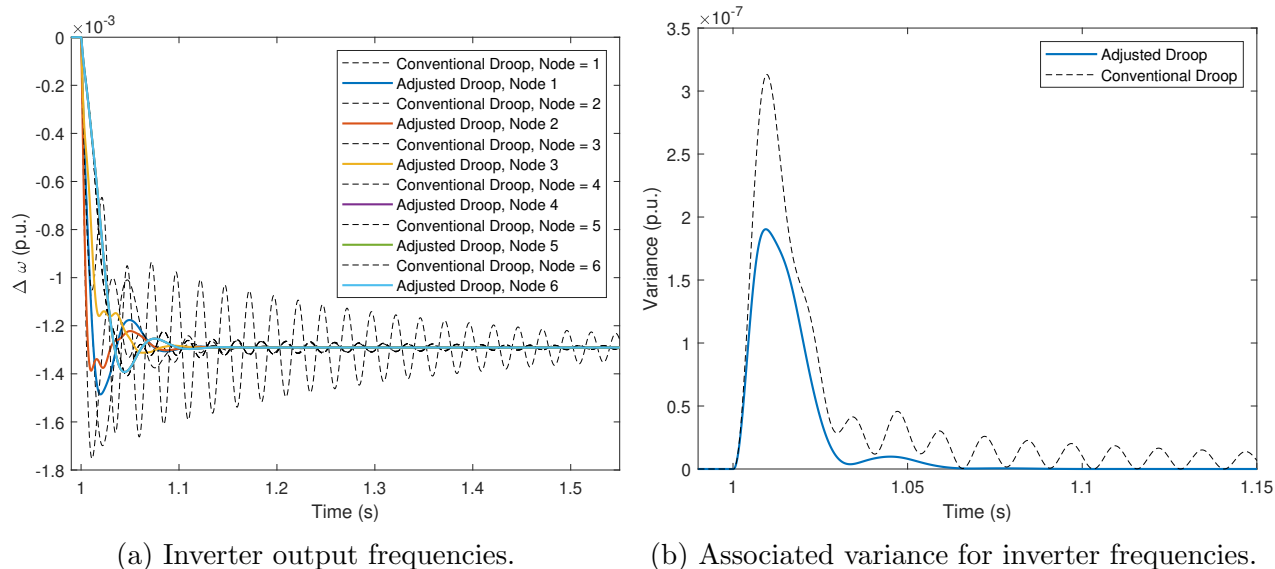 ×10⁻³
0
-0.2
-0.4
-0.6
-0.8
-1
-1.2
-1.4
-1.6
-1.8
Δ ω (p.u.)
1
1.1
1.2
1.3
1.4
1.5
Time (s)
Conventional Droop, Node = 1
Adjusted Droop, Node 1
Conventional Droop, Node = 2
Adjusted Droop, Node 2
Conventional Droop, Node = 3
Adjusted Droop, Node 3
Conventional Droop, Node = 4
Adjusted Droop, Node 4
Conventional Droop, Node = 5
Adjusted Droop, Node 5
Conventional Droop, Node = 6
Adjusted Droop, Node 6
(a) Inverter output frequencies.
×10⁻⁷
3.5
3
2.5
2
1.5
1
0.5
0
Variance (p.u.)
1
1.05
1.1
1.15
Time (s)
Adjusted Droop
Conventional Droop
(b) Associated variance for inverter frequencies.